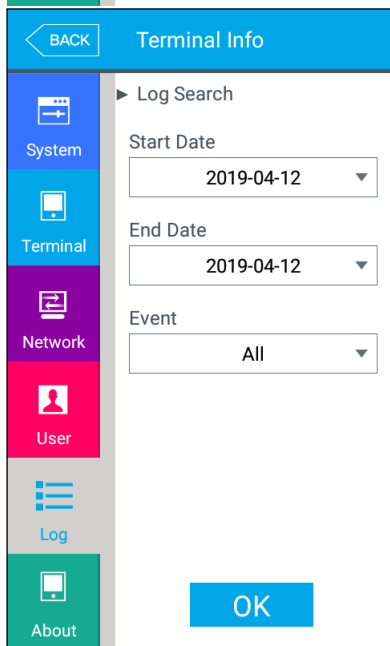 BACK
Terminal Info
System
Terminal
Network
User
Log
About
► Log Search
Start Date
2019-04-12
End Date
2019-04-12
Event
All
OK